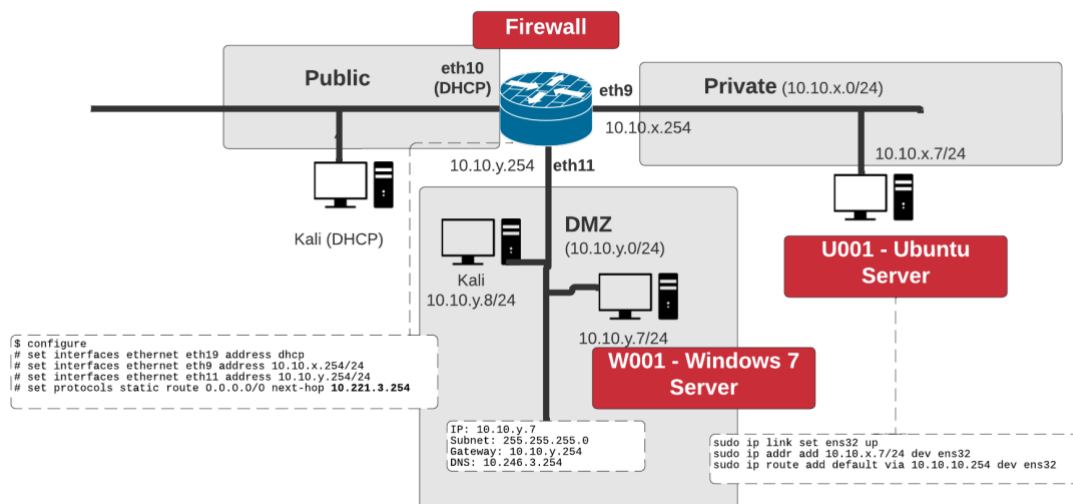 Firewall
Public
eth10
(DHCP)
eth9
Private (10.10.x.0/24)
10.10.x.254
10.10.x.7/24
10.10.y.254
eth11
Kali (DHCP)
DMZ
(10.10.y.0/24)
Kali
10.10.y.8/24
10.10.y.7/24
U001 - Ubuntu
Server
W001 - Windows 7
Server
$ configure
# set interfaces ethernet eth19 address dhcp
# set interfaces ethernet eth9 address 10.10.x.254/24
# set interfaces ethernet eth11 address 10.10.y.254/24
# set protocols static route 0.0.0.0/0 next-hop 10.221.3.254
IP: 10.10.y.7
Subnet: 255.255.255.0
Gateway: 10.10.y.254
DNS: 10.246.3.254
sudo ip link set ens32 up
sudo ip addr add 10.10.x.7/24 dev ens32
sudo ip route add default via 10.10.10.254 dev ens32